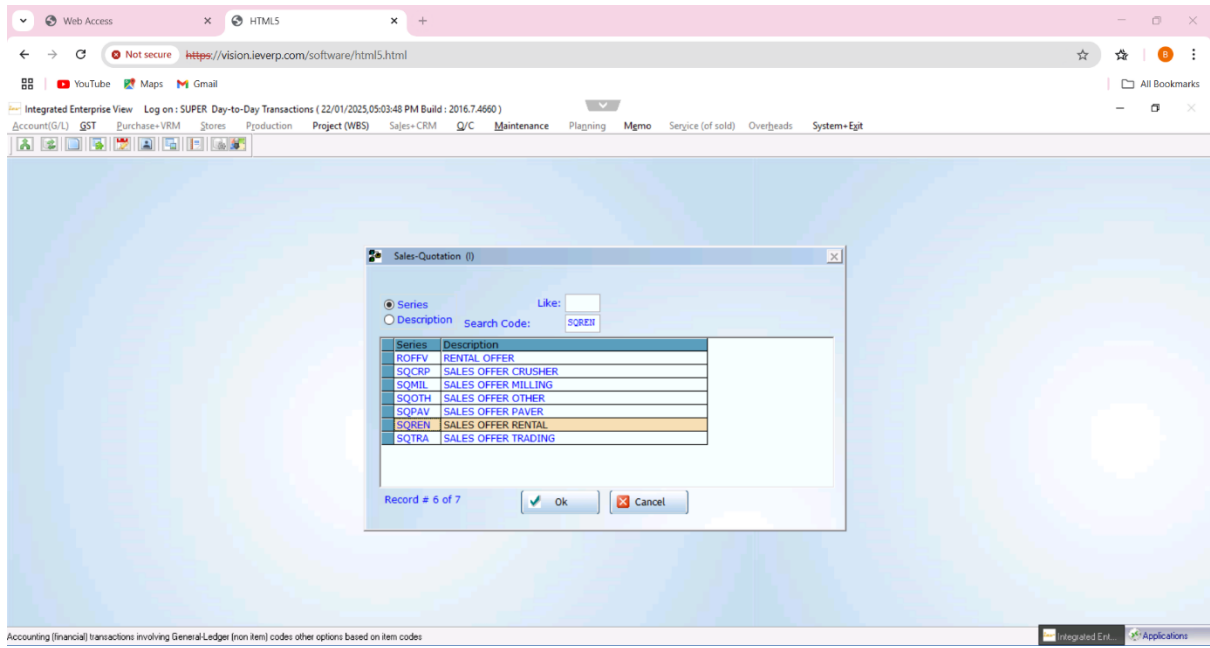 Web Access
HTML5
Not secure https://vision.ieverp.com/software/html5.html
B
YouTube Maps Gmail All Bookmarks
Integrated Enterprise View Log on : SUPER Day-to-Day Transactions ( 22/01/2025,05:03:48 PM Build : 2016.7.4660 )
Account(G/L) GST Purchase+VRM Stores Production Project (WBS) Sales+CRM Q/C Maintenance Planning Memo Service (of sold) Overheads System+Exit
Sales-Quotation (I)
Series Like:
Description Search Code: SQREN
Series Description
ROFFV RENTAL OFFER
SQCRP SALES OFFER CRUSHER
SQMIL SALES OFFER MILLING
SQOTH SALES OFFER OTHER
SQPAV SALES OFFER PAVER
SQREN SALES OFFER RENTAL
SQTRA SALES OFFER TRADING
Record # 6 of 7 Ok Cancel
Accounting (financial) transactions involving General-Ledger (non item) codes other options based on item codes
Integrated Ent... Applications